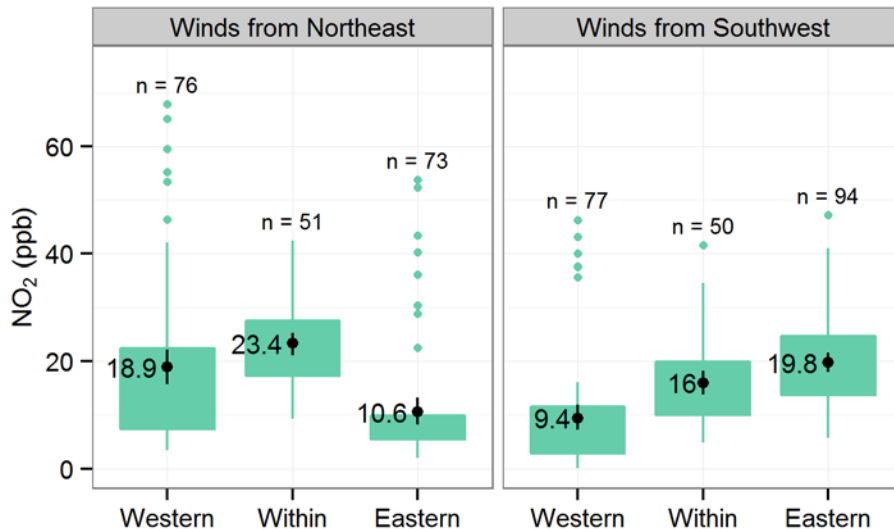 Winds from Northeast
Winds from Southwest
NO₂ (ppb)
60
40
20
0
n = 76
n = 51
n = 73
n = 77
n = 50
n = 94
18.9
23.4
10.6
9.4
16
19.8
Western
Within
Eastern
Western
Within
Eastern